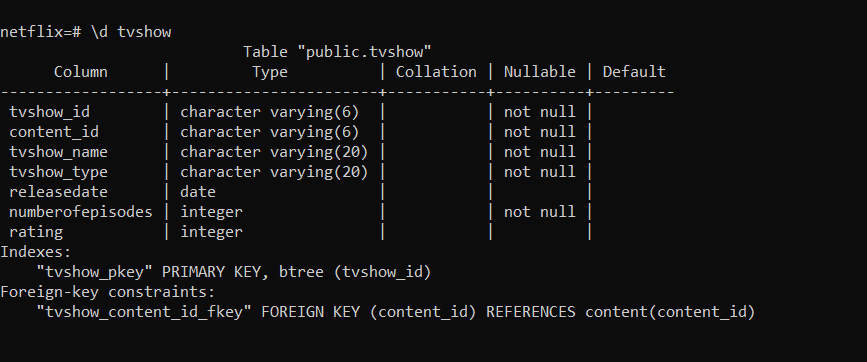 netflix=# \d tvshow
                          Table "public.tvshow"
      Column      |         Type          | Collation | Nullable | Default
------------------+-----------------------+-----------+----------+---------
 tvshow_id        | character varying(6)  |           | not null |
 content_id       | character varying(6)  |           | not null |
 tvshow_name      | character varying(20) |           | not null |
 tvshow_type      | character varying(20) |           | not null |
 releasedate      | date                  |           |          |
 numberofepisodes | integer               |           | not null |
 rating           | integer               |           |          |
Indexes:
    "tvshow_pkey" PRIMARY KEY, btree (tvshow_id)
Foreign-key constraints:
    "tvshow_content_id_fkey" FOREIGN KEY (content_id) REFERENCES content(content_id)